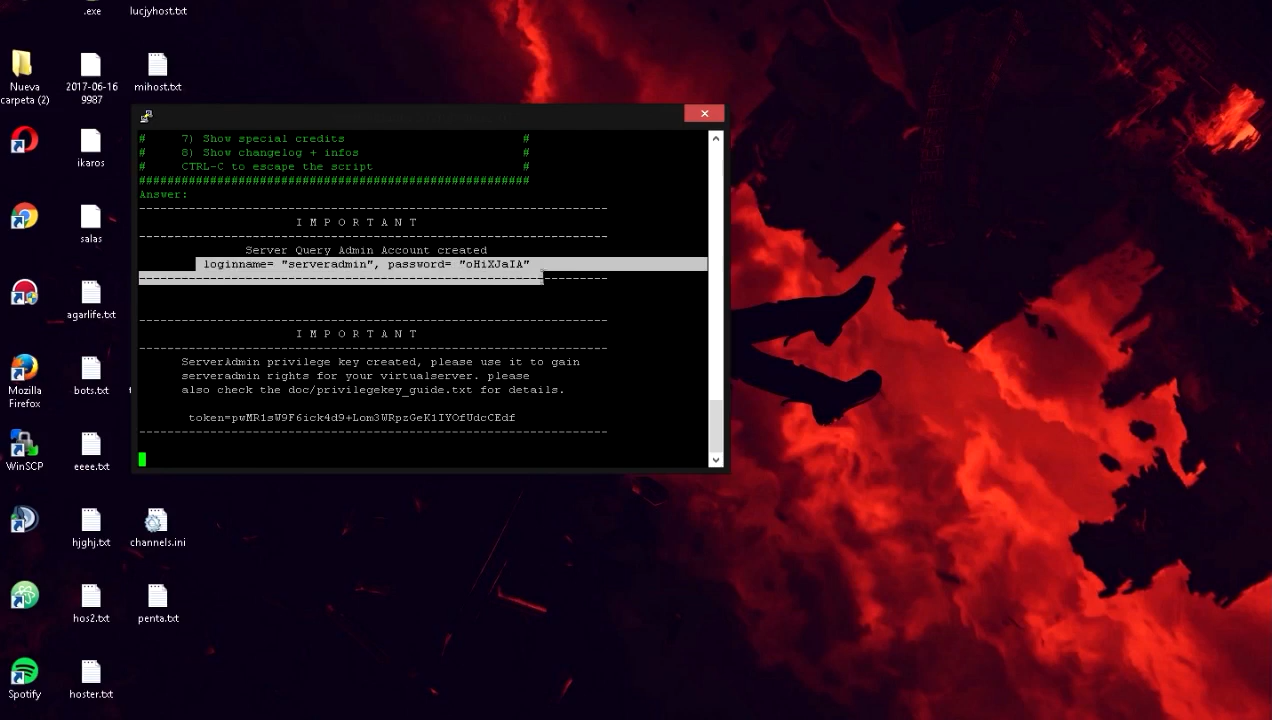 .exe
lucjyhost.txt
Nueva
carpeta (2)
2017-06-16
9987
mihost.txt
ikaros
salas
agarlife.txt
Mozilla
Firefox
bots.txt
WinSCP
eeee.txt
hjghj.txt
channels.ini
hos2.txt
penta.txt
Spotify
hoster.txt
# 7) Show special credits #
# 8) Show changelog + infos #
# CTRL-C to escape the script #
#######################################################
Answer:
------------------------------------------------------------------
I M P O R T A N T
------------------------------------------------------------------
Server Query Admin Account created
loginname= "serveradmin", password= "oHiXJaIA"
------------------------------------------------------------------
------------------------------------------------------------------
I M P O R T A N T
------------------------------------------------------------------
ServerAdmin privilege key created, please use it to gain
serveradmin rights for your virtualserver. please
also check the doc/privilegekey_guide.txt for details.
token=pwMR1sW9F6ick4d9+Lom3WRpzGeK1IYOfUdcCEdf
------------------------------------------------------------------